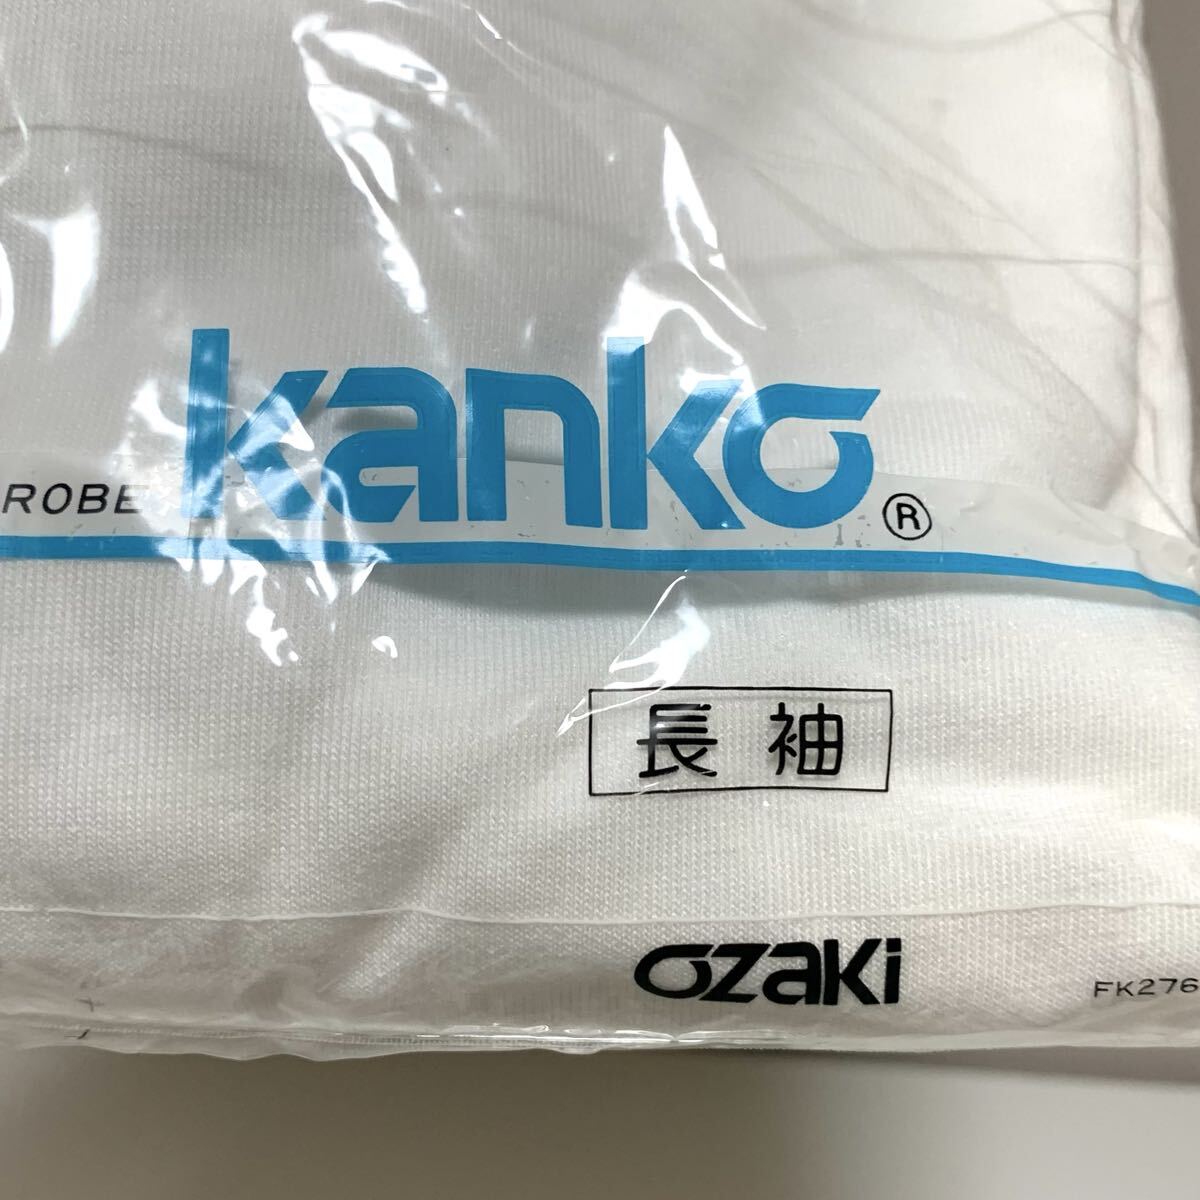 ROBE kanko ®
長袖
OZAKI
FK276